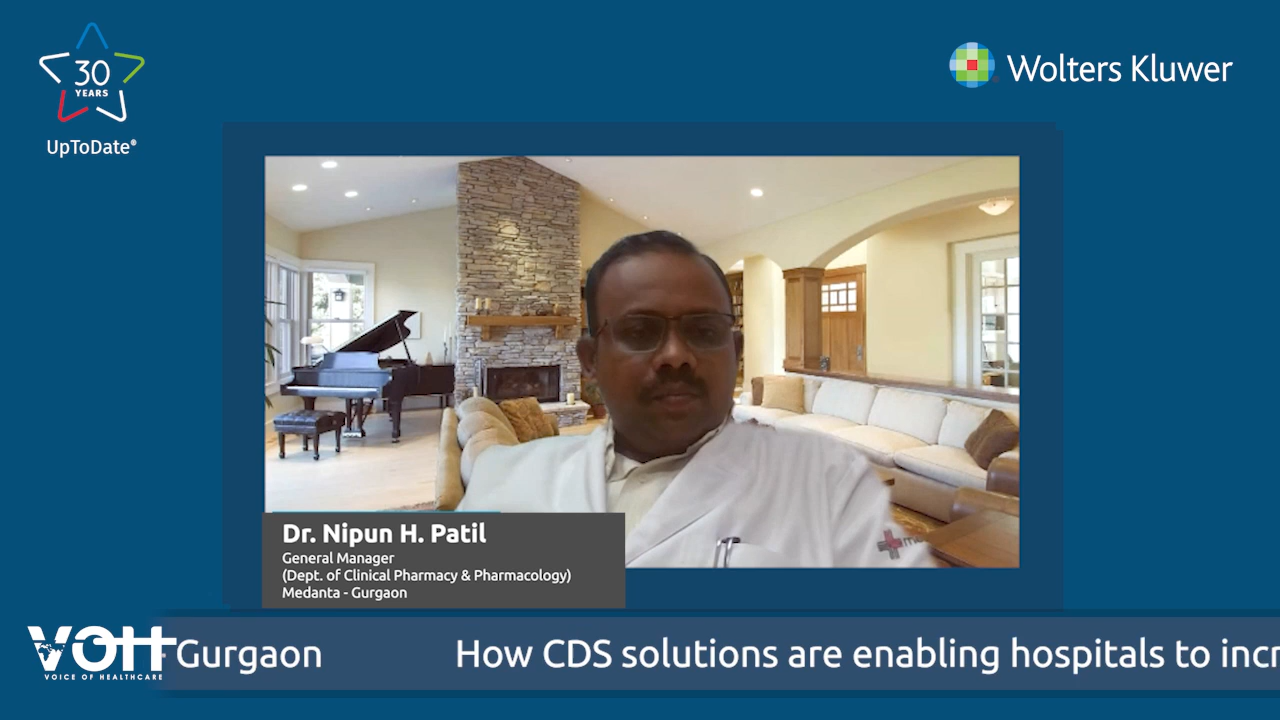 30
YEARS
UpToDate®
Wolters Kluwer
Dr. Nipun H. Patil
General Manager
(Dept. of Clinical Pharmacy & Pharmacology)
Medanta - Gurgaon
VOH
VOICE OF HEALTHCARE
- Gurgaon How CDS solutions are enabling hospitals to